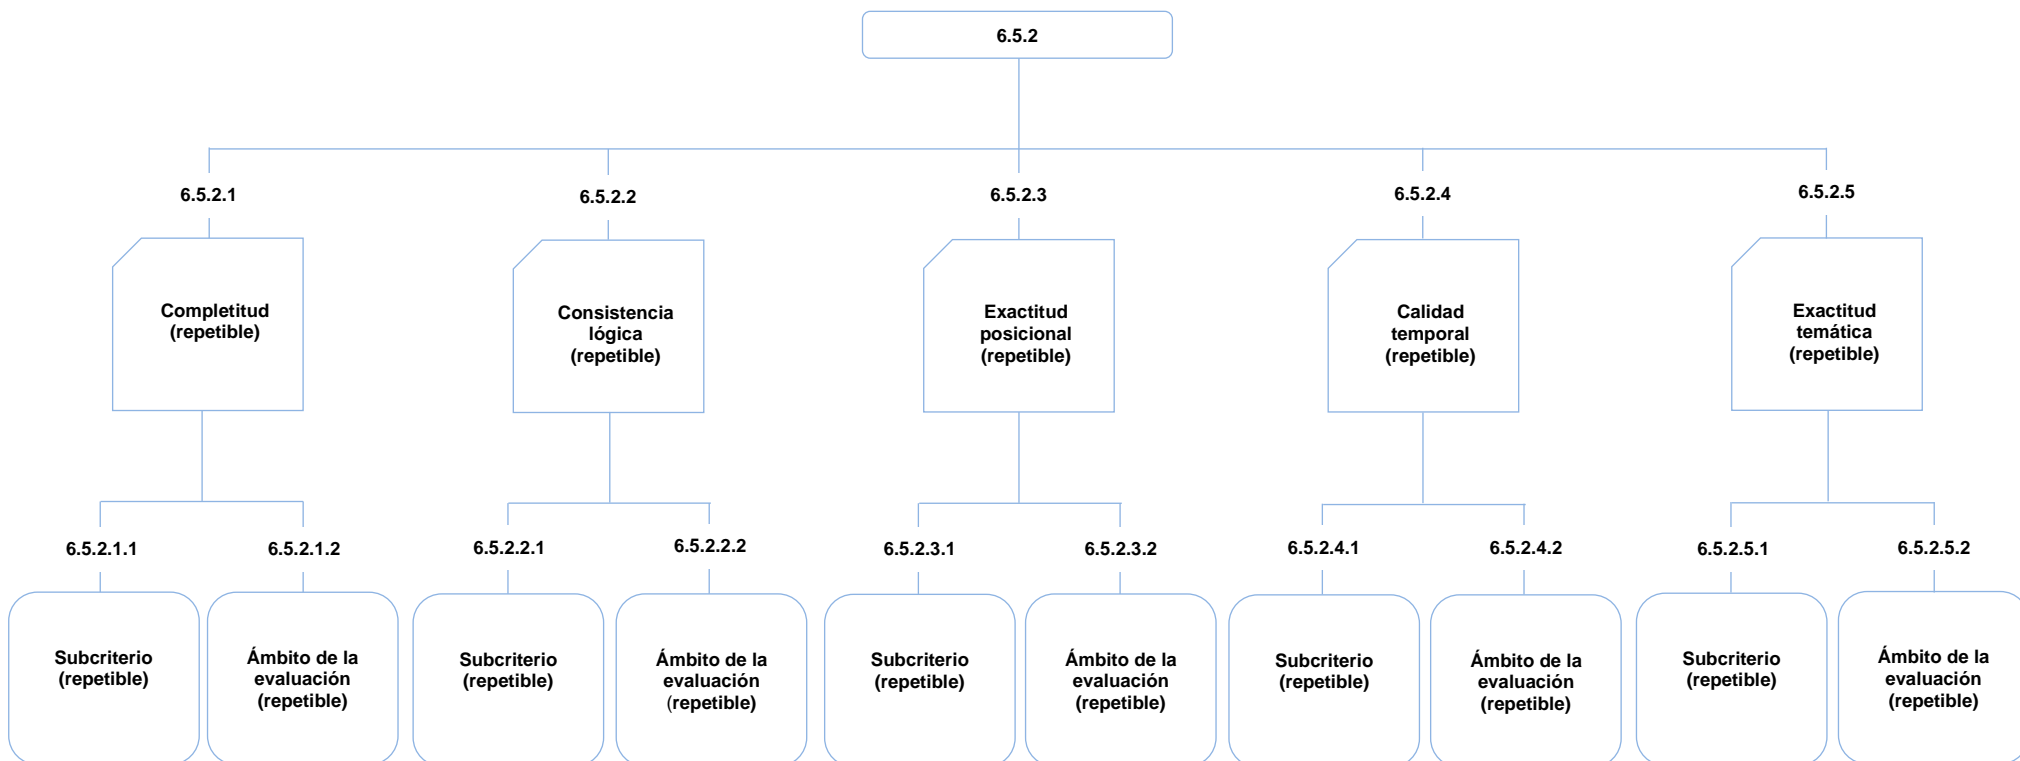 6.5.2
6.5.2.1
6.5.2.2
6.5.2.3
6.5.2.4
6.5.2.5
Completitud
(repetible)
Consistencia
lógica
(repetible)
Exactitud
posicional
(repetible)
Calidad
temporal
(repetible)
Exactitud
temática
(repetible)
6.5.2.1.1
6.5.2.1.2
6.5.2.2.1
6.5.2.2.2
6.5.2.3.1
6.5.2.3.2
6.5.2.4.1
6.5.2.4.2
6.5.2.5.1
6.5.2.5.2
Subcriterio
(repetible)
Ámbito de la
evaluación
(repetible)
Subcriterio
(repetible)
Ámbito de la
evaluación
(repetible)
Subcriterio
(repetible)
Ámbito de la
evaluación
(repetible)
Subcriterio
(repetible)
Ámbito de la
evaluación
(repetible)
Subcriterio
(repetible)
Ámbito de la
evaluación
(repetible)